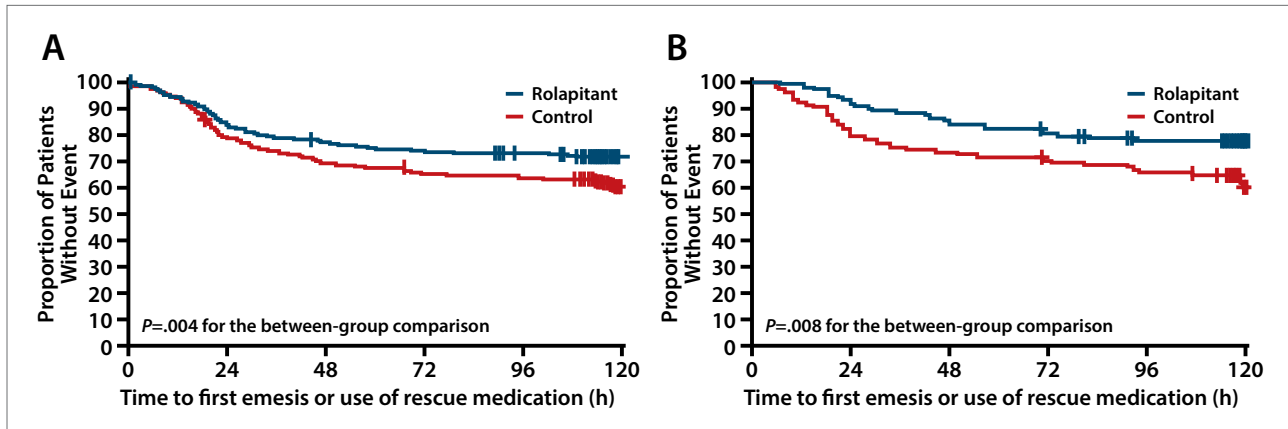 A
Proportion of Patients
Without Event
100
90
80
70
60
50
40
30
20
10
0
Rolapitant
Control
P=.004 for the between-group comparison
0 24 48 72 96 120
Time to first emesis or use of rescue medication (h)
B
Proportion of Patients
Without Event
100
90
80
70
60
50
40
30
20
10
0
Rolapitant
Control
P=.008 for the between-group comparison
0 24 48 72 96 120
Time to first emesis or use of rescue medication (h)